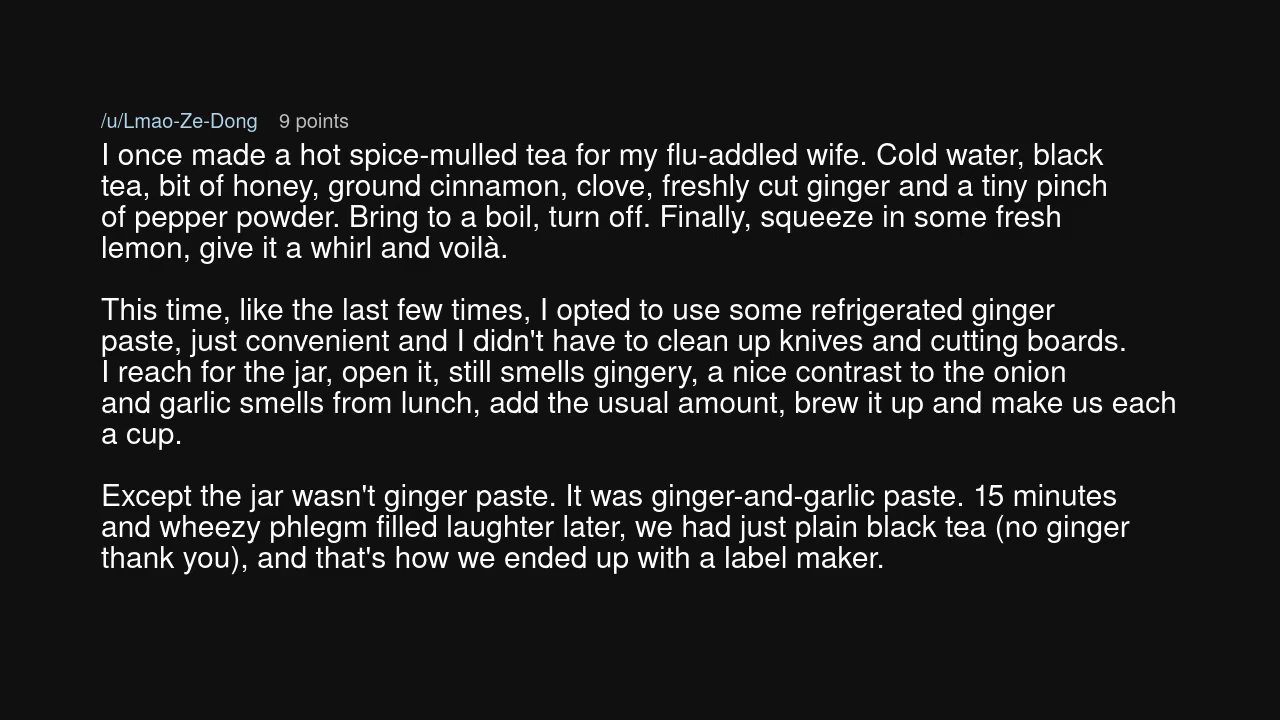 /u/Lmao-Ze-Dong 9 points
I once made a hot spice-mulled tea for my flu-addled wife. Cold water, black
tea, bit of honey, ground cinnamon, clove, freshly cut ginger and a tiny pinch
of pepper powder. Bring to a boil, turn off. Finally, squeeze in some fresh
lemon, give it a whirl and voilà.
This time, like the last few times, I opted to use some refrigerated ginger
paste, just convenient and I didn't have to clean up knives and cutting boards.
I reach for the jar, open it, still smells gingery, a nice contrast to the onion
and garlic smells from lunch, add the usual amount, brew it up and make us each
a cup.
Except the jar wasn't ginger paste. It was ginger-and-garlic paste. 15 minutes
and wheezy phlegm filled laughter later, we had just plain black tea (no ginger
thank you), and that's how we ended up with a label maker.